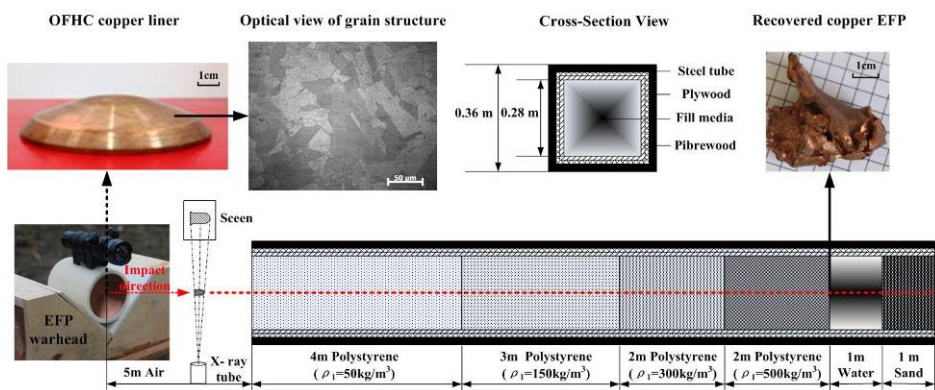 OFHC copper liner
Optical view of grain structure
Cross-Section View
Recovered copper EFP
1cm
50 μm
0.36 m
0.28 m
Steel tube
Plywood
Fill media
Pibrewood
1cm
Sceen
Impact
direction
EFP
warhead
5m Air
X- ray
tube
4m Polystyrene
(ρ₁=50kg/m³)
3m Polystyrene
(ρ₁=150kg/m³)
2m Polystyrene
(ρ₁=300kg/m³)
2m Polystyrene
(ρ₁=500kg/m³)
1m
Water
1 m
Sand